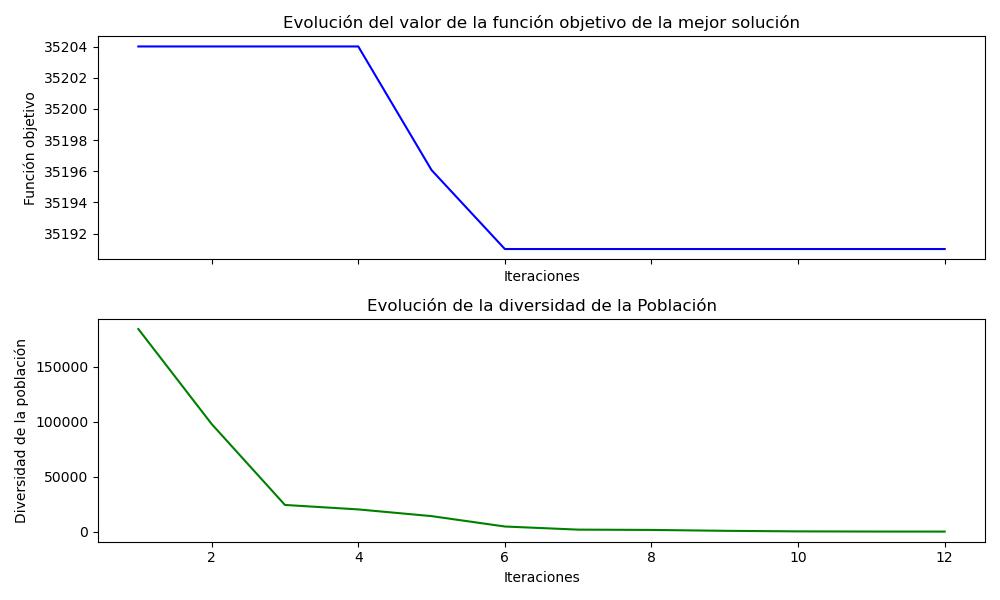 Evolución del valor de la función objetivo de la mejor solución
Función objetivo
35204
35202
35200
35198
35196
35194
35192
Iteraciones
Evolución de la diversidad de la Población
Diversidad de la población
150000
100000
50000
0
2 4 6 8 10 12
Iteraciones